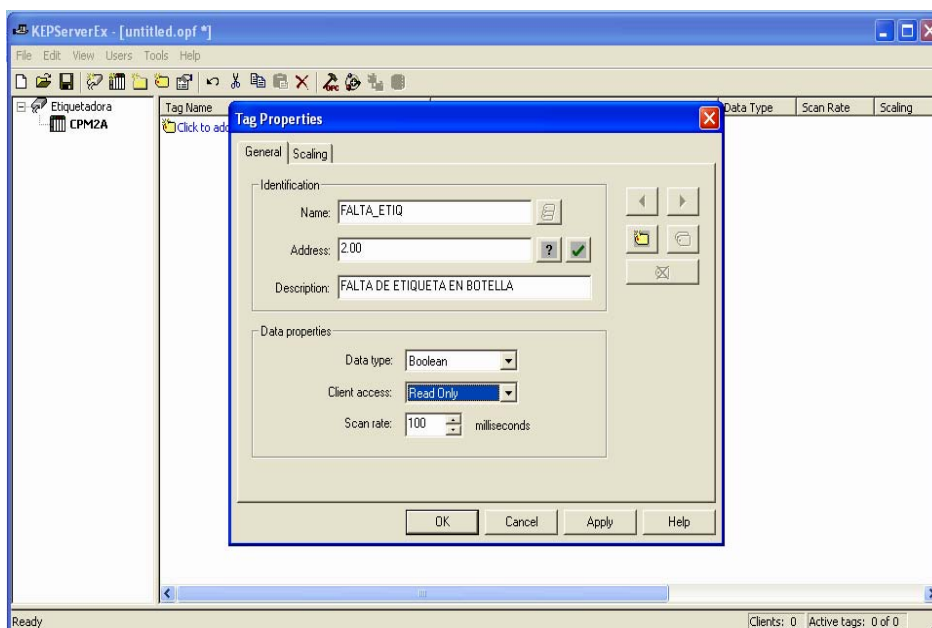 KEPServerEx - [untitled.opf *]
File Edit View Users Tools Help
OPC
Etiquetadora
CPM2A
Tag Name Data Type Scan Rate Scaling
Click to add
Tag Properties
General Scaling
Identification
Name: FALTA_ETIQ
Address: 2.00 ?
Description: FALTA DE ETIQUETA EN BOTELLA
Data properties
Data type: Boolean
Client access: Read Only
Scan rate: 100 milliseconds
OK Cancel Apply Help
Ready Clients: 0 Active tags: 0 of 0